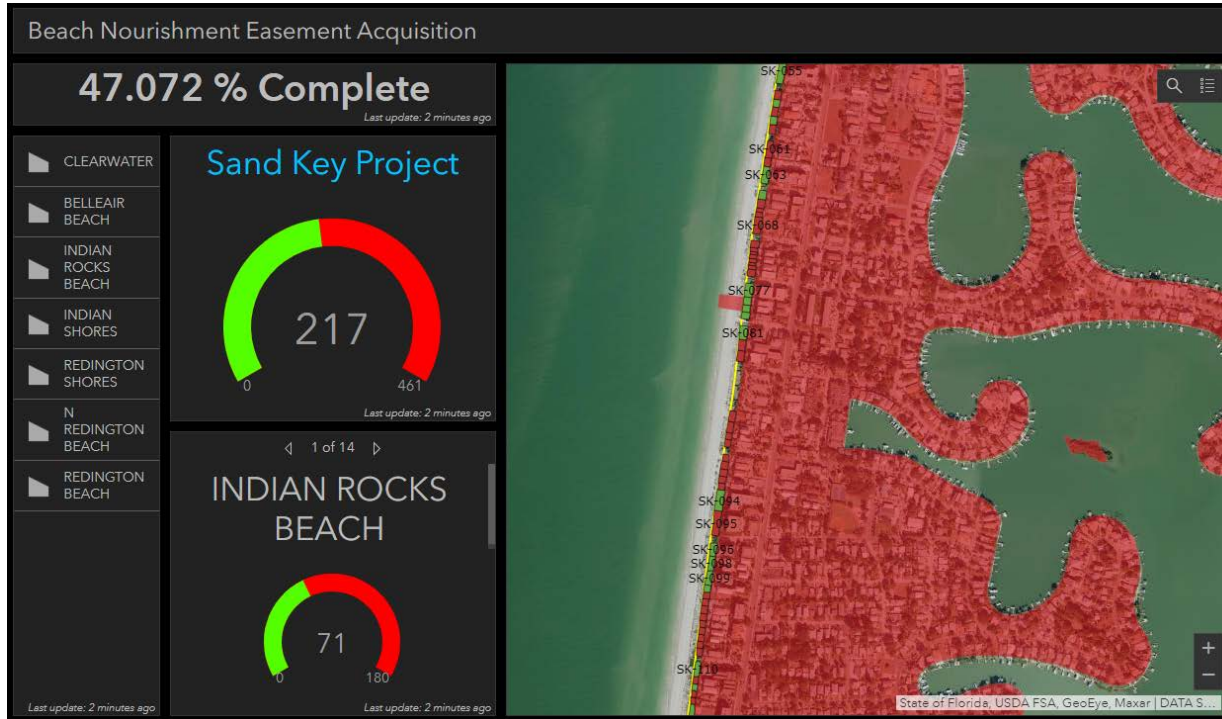 Beach Nourishment Easement Acquisition
47.072 % Complete
Last update: 2 minutes ago
CLEARWATER
BELLEAIR
BEACH
INDIAN
ROCKS
BEACH
INDIAN
SHORES
REDINGTON
SHORES
N
REDINGTON
BEACH
REDINGTON
BEACH
Last update: 2 minutes ago
Sand Key Project
217
0
461
Last update: 2 minutes ago
1 of 14
INDIAN ROCKS
BEACH
71
0
180
Last update: 2 minutes ago
SK-055
SK-061
SK-063
SK-068
SK-077
SK-081
SK-094
SK-095
SK-096
SK-098
SK-099
SK-110
State of Florida, USDA FSA, GeoEye, Maxar | DATA S...